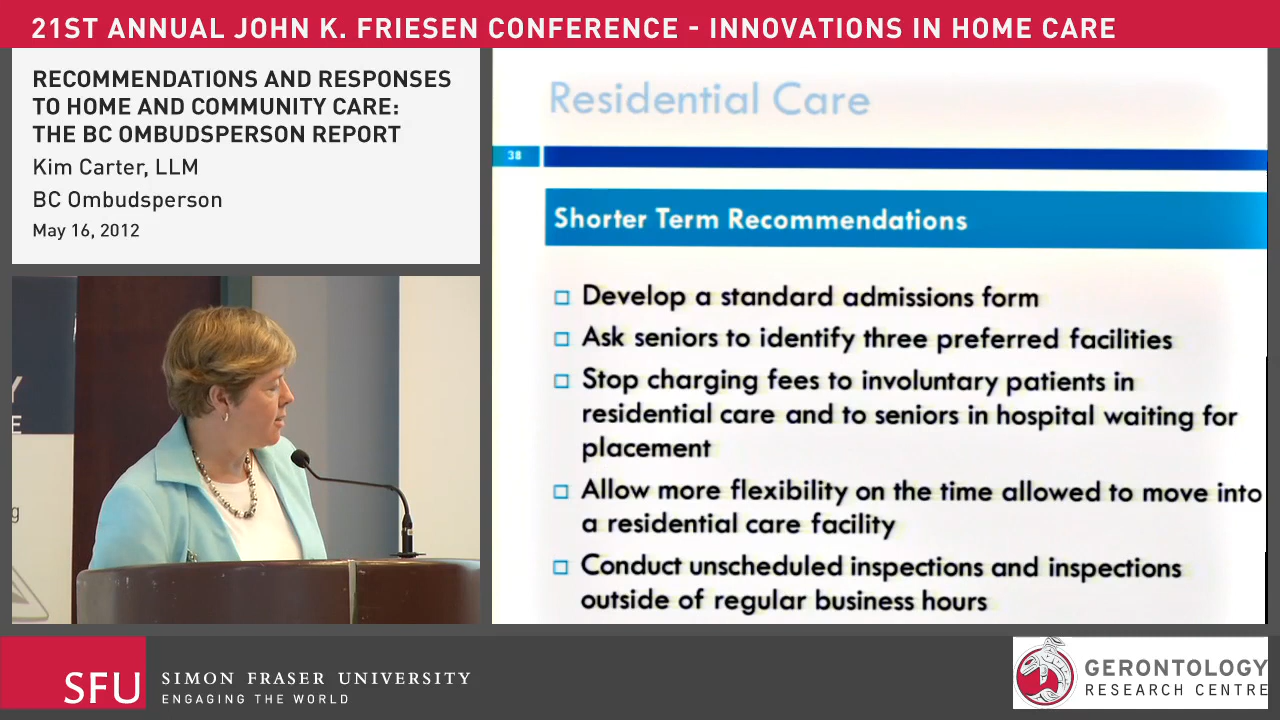 21ST ANNUAL JOHN K. FRIESEN CONFERENCE - INNOVATIONS IN HOME CARE
RECOMMENDATIONS AND RESPONSES
TO HOME AND COMMUNITY CARE:
THE BC OMBUDSPERSON REPORT
Kim Carter, LLM
BC Ombudsperson
May 16, 2012
Residential Care
38
Shorter Term Recommendations
Develop a standard admissions form
Ask seniors to identify three preferred facilities
Stop charging fees to involuntary patients in
residential care and to seniors in hospital waiting for
placement
Allow more flexibility on the time allowed to move into
a residential care facility
Conduct unscheduled inspections and inspections
outside of regular business hours
SFU
SIMON FRASER UNIVERSITY
ENGAGING THE WORLD
GERONTOLOGY
RESEARCH CENTRE